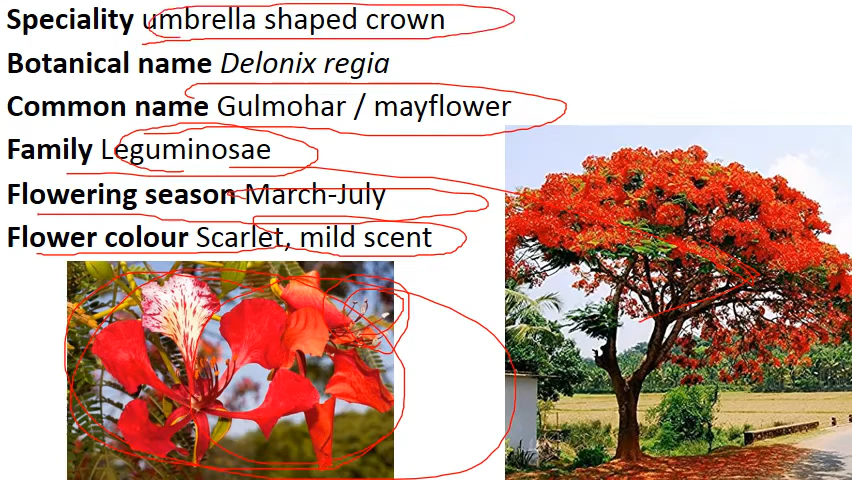 Speciality umbrella shaped crown
Botanical name Delonix regia
Common name Gulmohar / mayflower
Family Leguminosae
Flowering season March-July
Flower colour Scarlet, mild scent